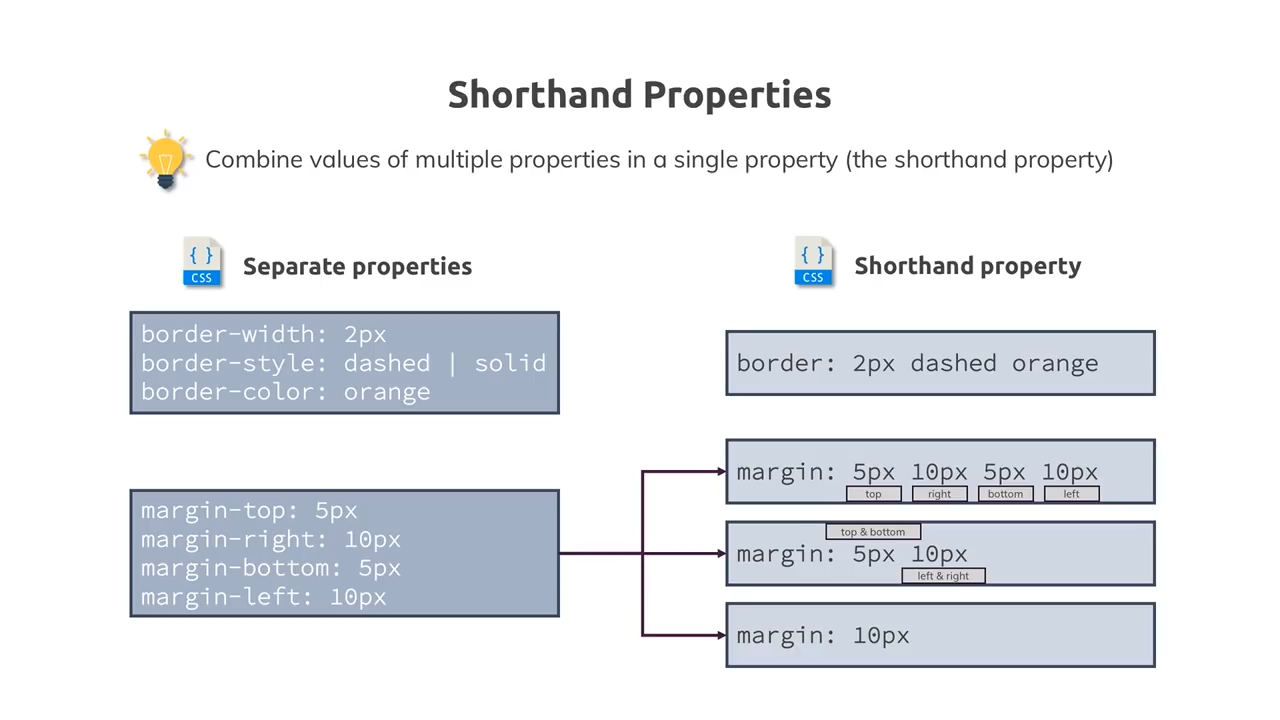 Shorthand Properties
Combine values of multiple properties in a single property (the shorthand property)
{ }
CSS
Separate properties
border-width: 2px
border-style: dashed | solid
border-color: orange
margin-top: 5px
margin-right: 10px
margin-bottom: 5px
margin-left: 10px
{ }
CSS
Shorthand property
border: 2px dashed orange
margin: 5px 10px 5px 10px
top right bottom left
top & bottom
margin: 5px 10px
left & right
margin: 10px